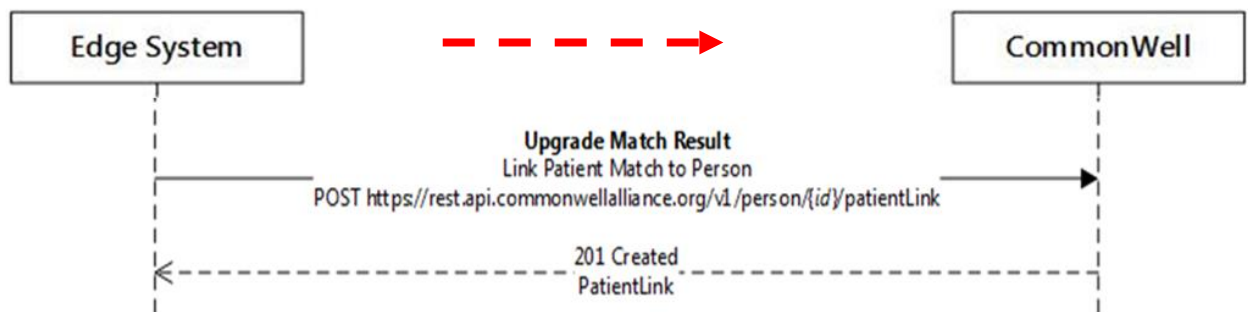 Edge System
CommonWell
Upgrade Match Result
Link Patient Match to Person
POST https://rest.api.commonwellalliance.org/v1/person/{id}/patientLink
201 Created
PatientLink